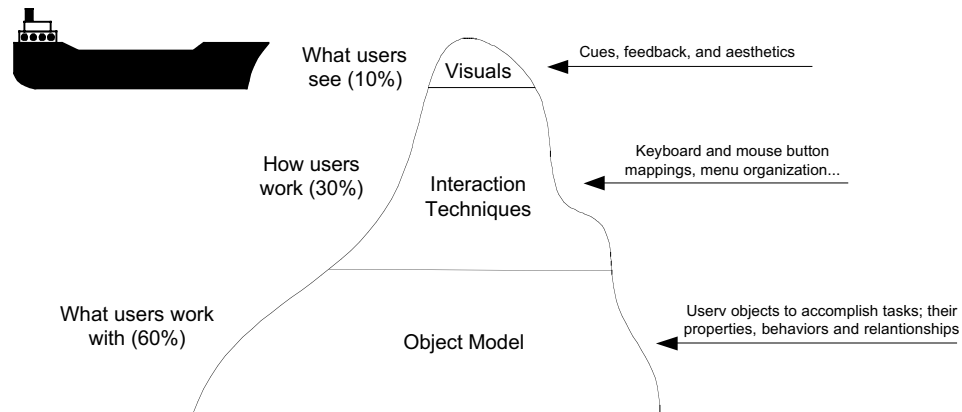 What users
see (10%)
Visuals
Cues, feedback, and aesthetics
How users
work (30%)
Interaction
Techniques
Keyboard and mouse button
mappings, menu organization...
What users work
with (60%)
Object Model
Userv objects to accomplish tasks; their
properties, behaviors and relantionships